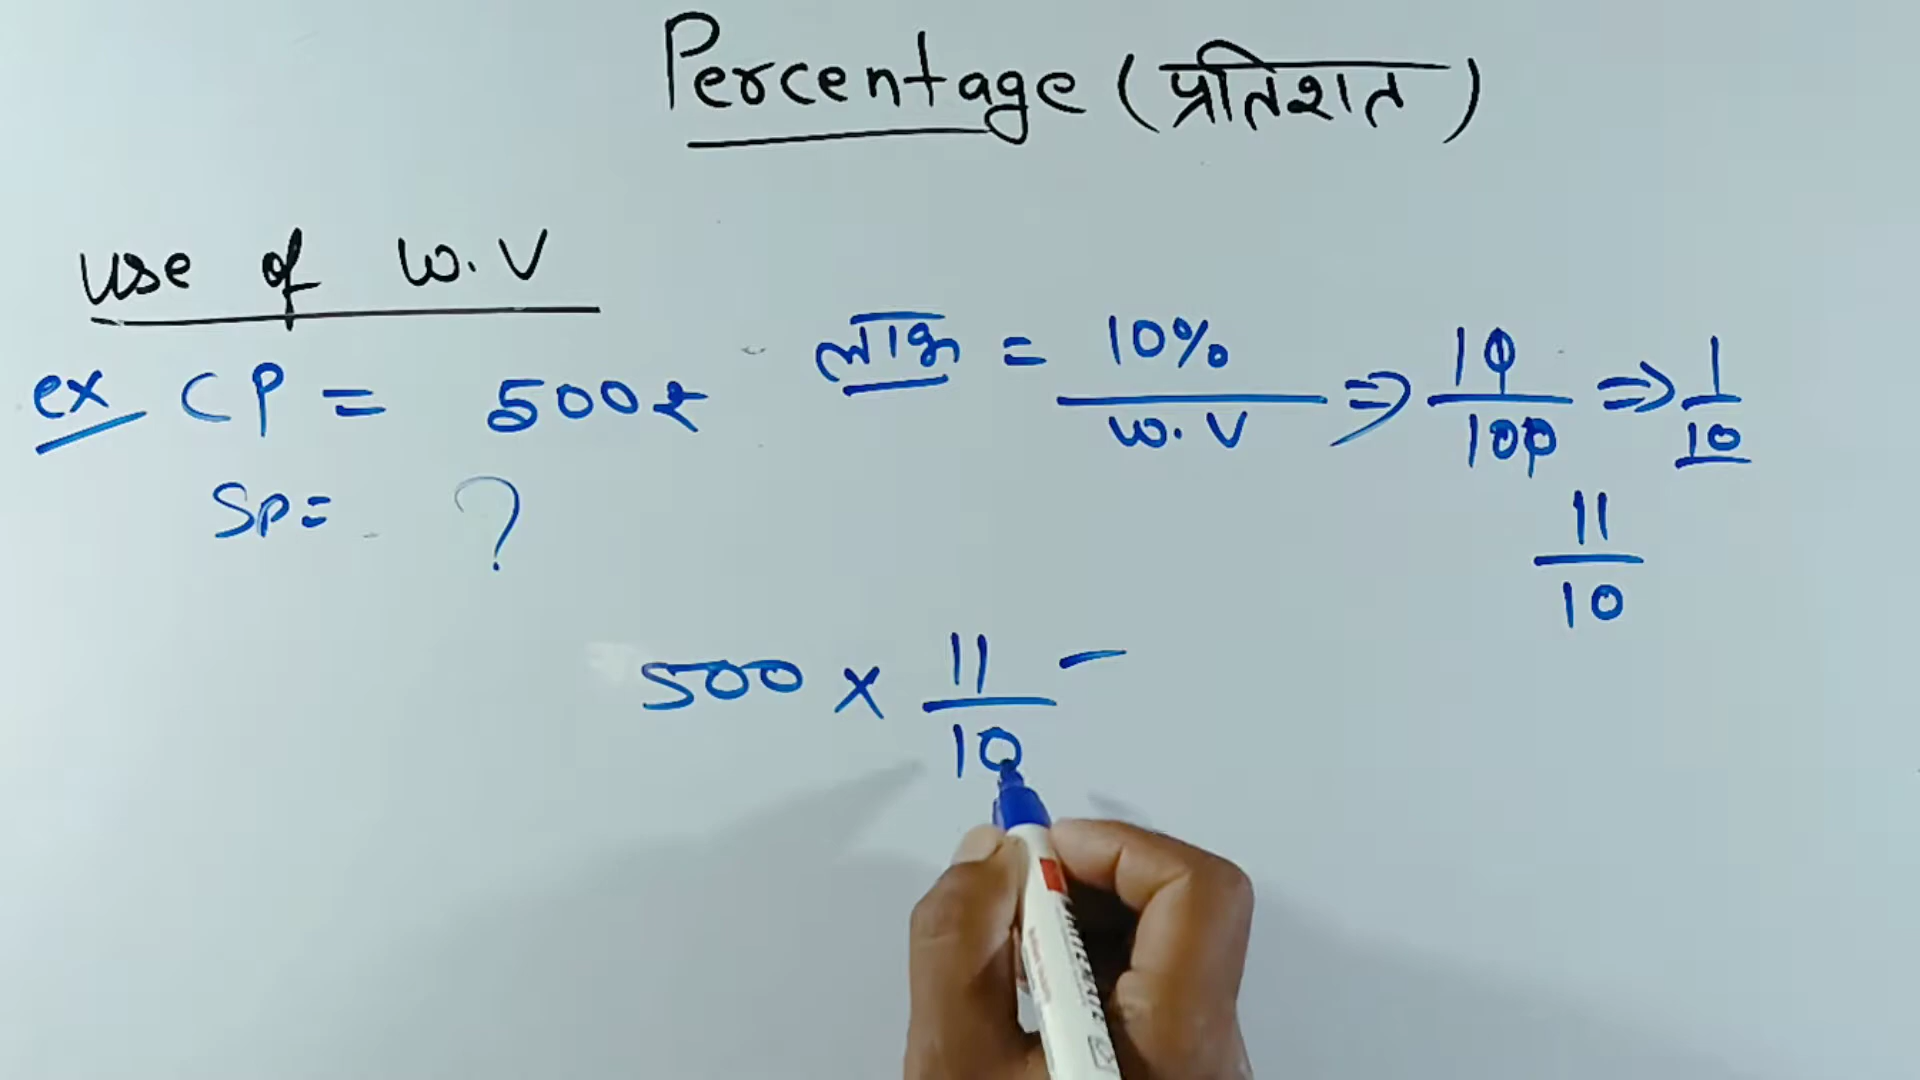 Percentage (प्रतिशत)
use of W.V
ex CP = 500₹
लाभ = 10% / W.V ⇒ 10/100 ⇒ 1/10
SP= ?
11/10
500 × 11/10 –